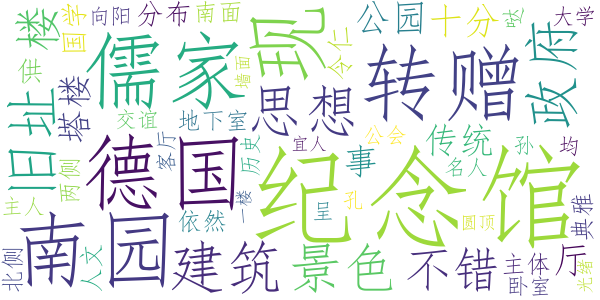 楼 国学 向阳 分布 南面 现 公园 十分 哒 大学
供 儒家 墙面 令仁 转赠 政府
旧址 塔楼 交谊 地下室 思想
两侧 德国 客厅 历史 宜人 公会 传统 孙 均
主人 纪念馆 事 名人 典雅
北侧 南园 人文 依然 一楼 呈 孔 圆顶
建筑 景色 不错 主体 卧室 厅 光绪